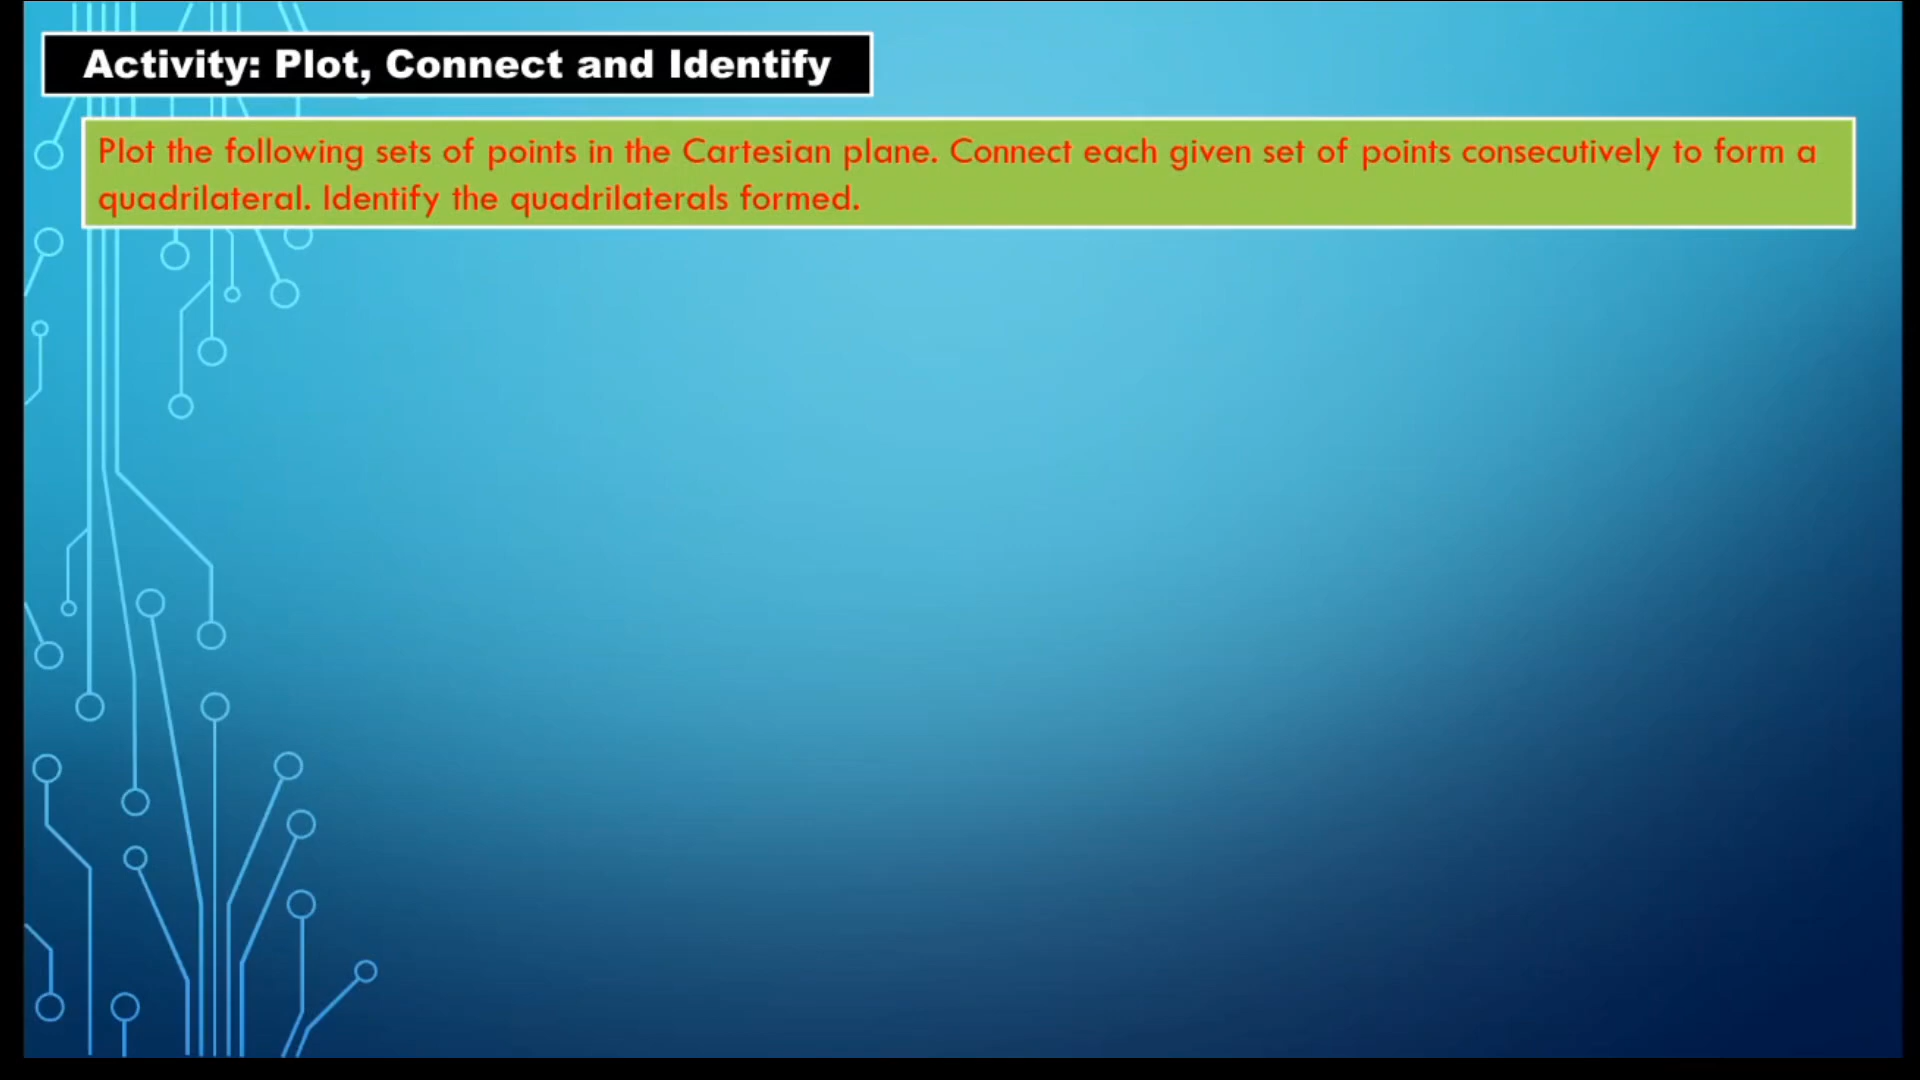 Activity: Plot, Connect and Identify
Plot the following sets of points in the Cartesian plane. Connect each given set of points consecutively to form a
quadrilateral. Identify the quadrilaterals formed.